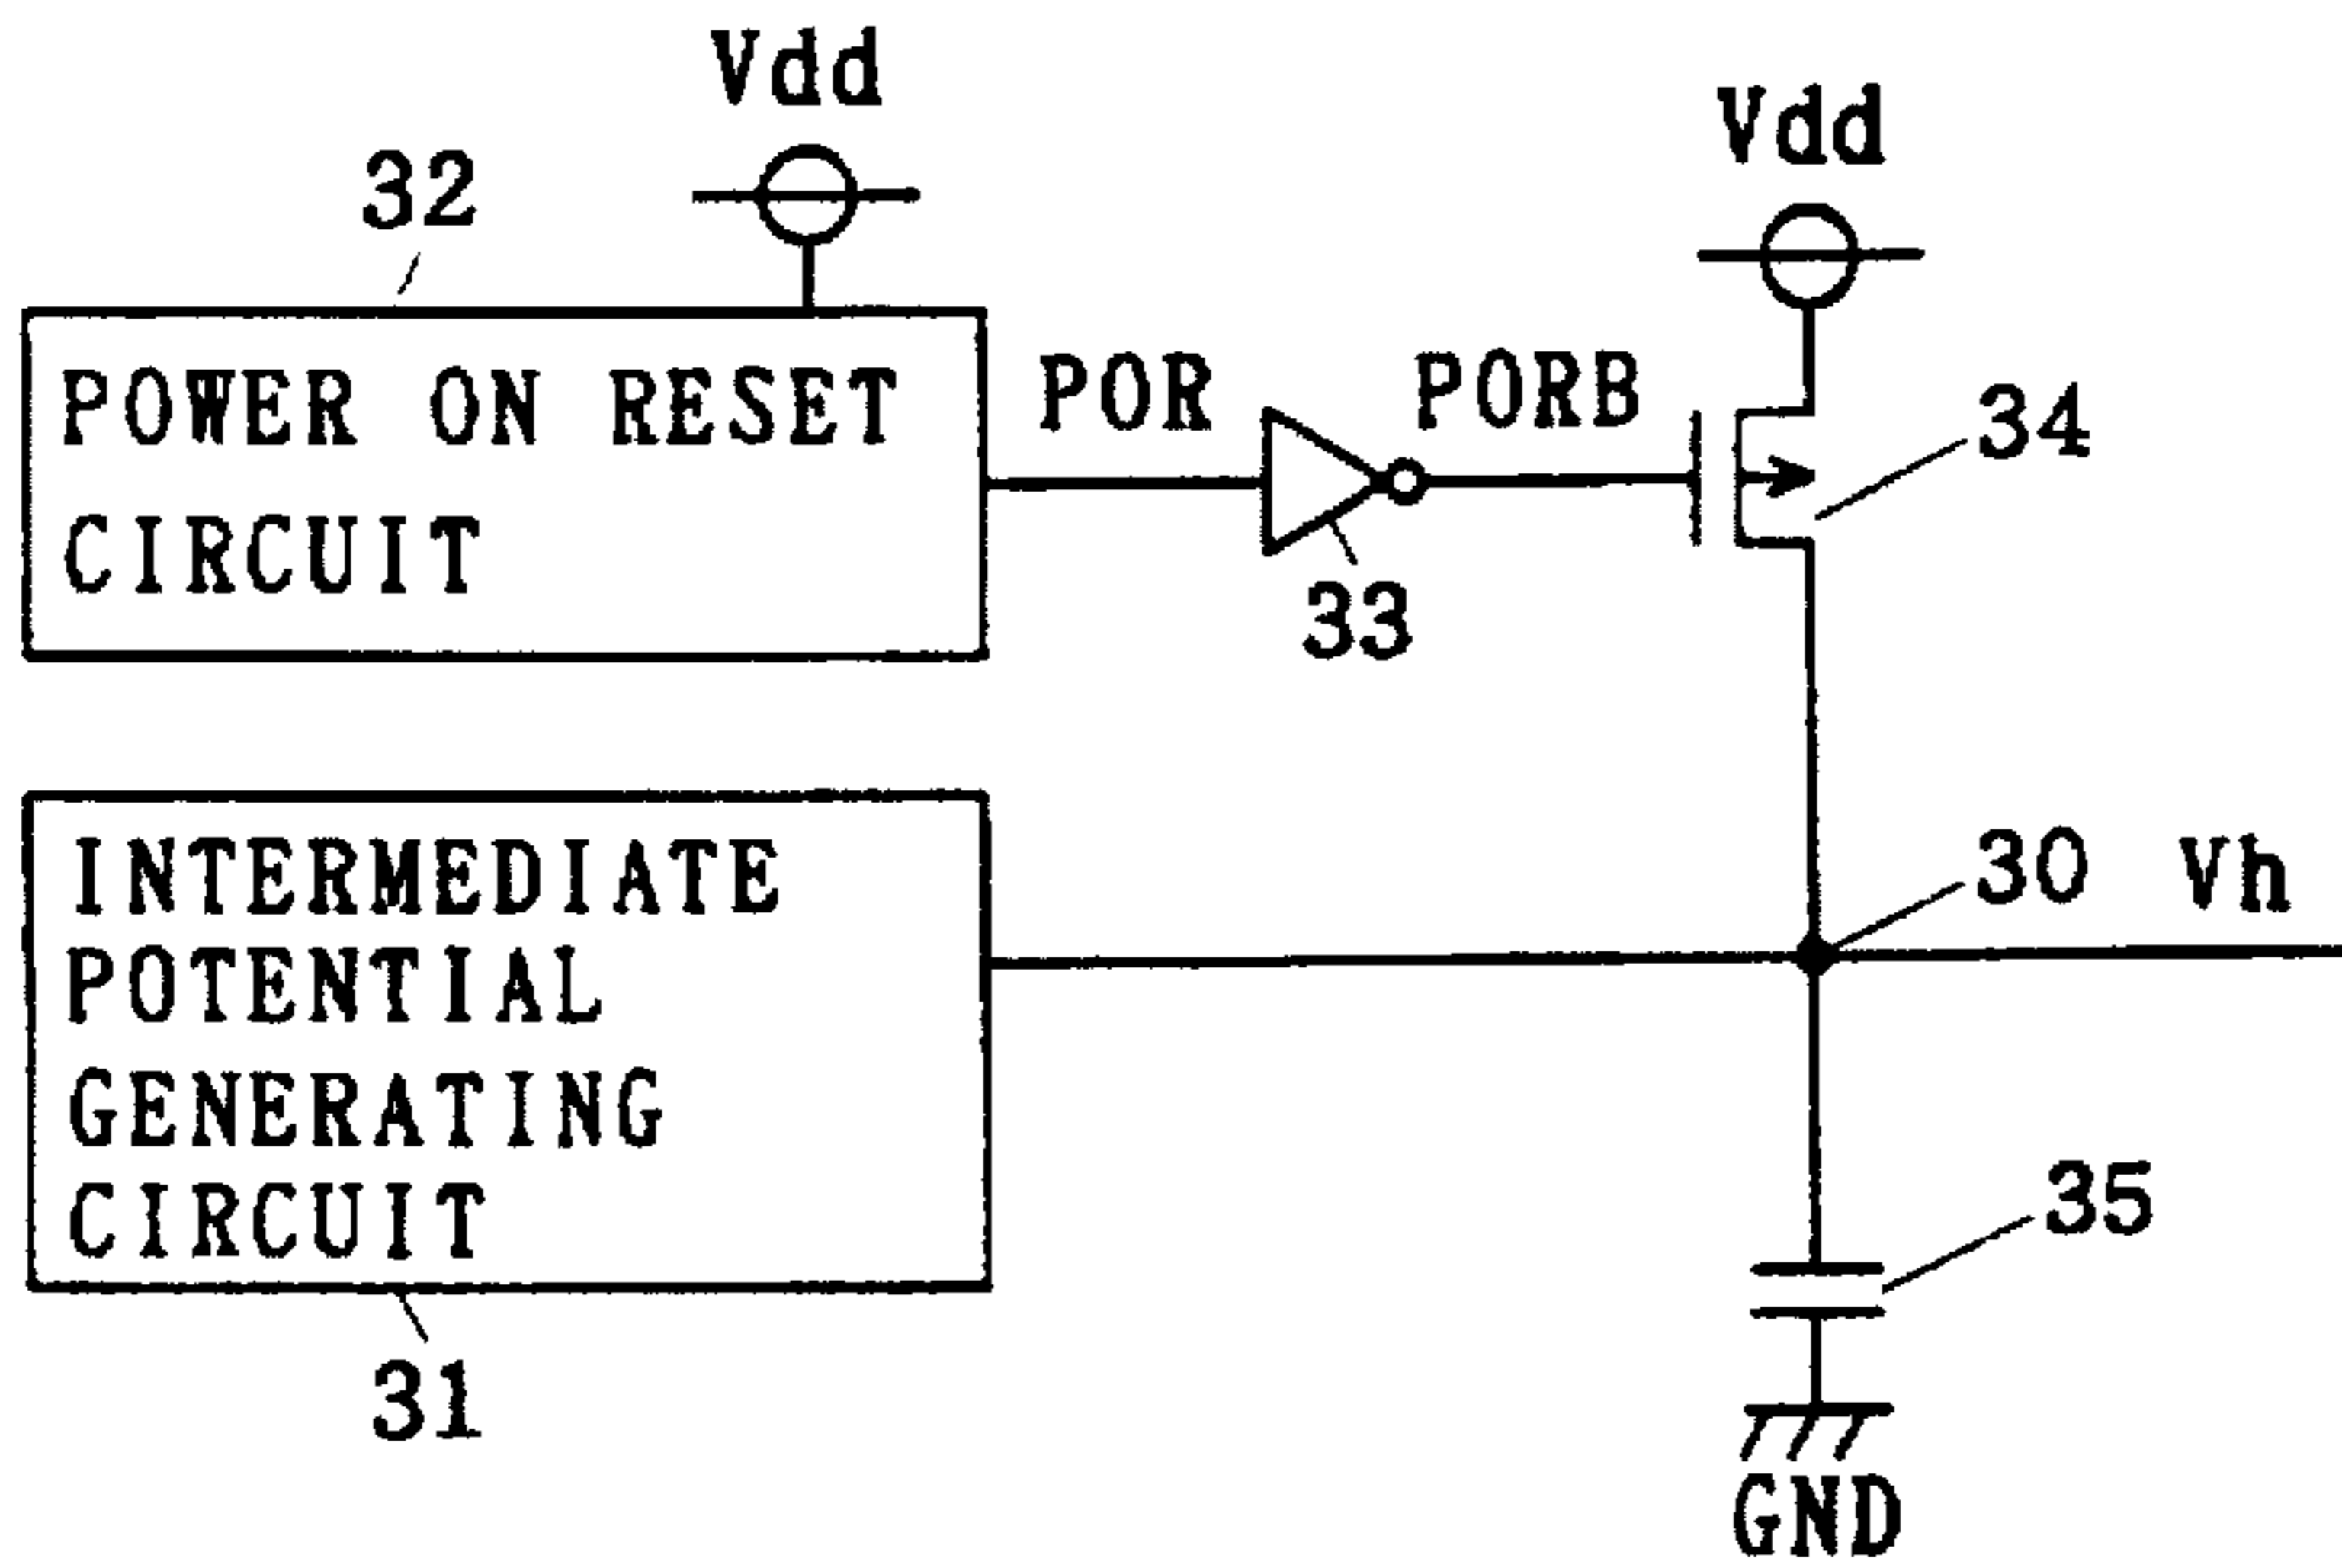 Vdd
Vdd
32
POWER ON RESET
CIRCUIT
POR
PORB
34
33
INTERMEDIATE
POTENTIAL
GENERATING
CIRCUIT
30 Vh
35
31
GND